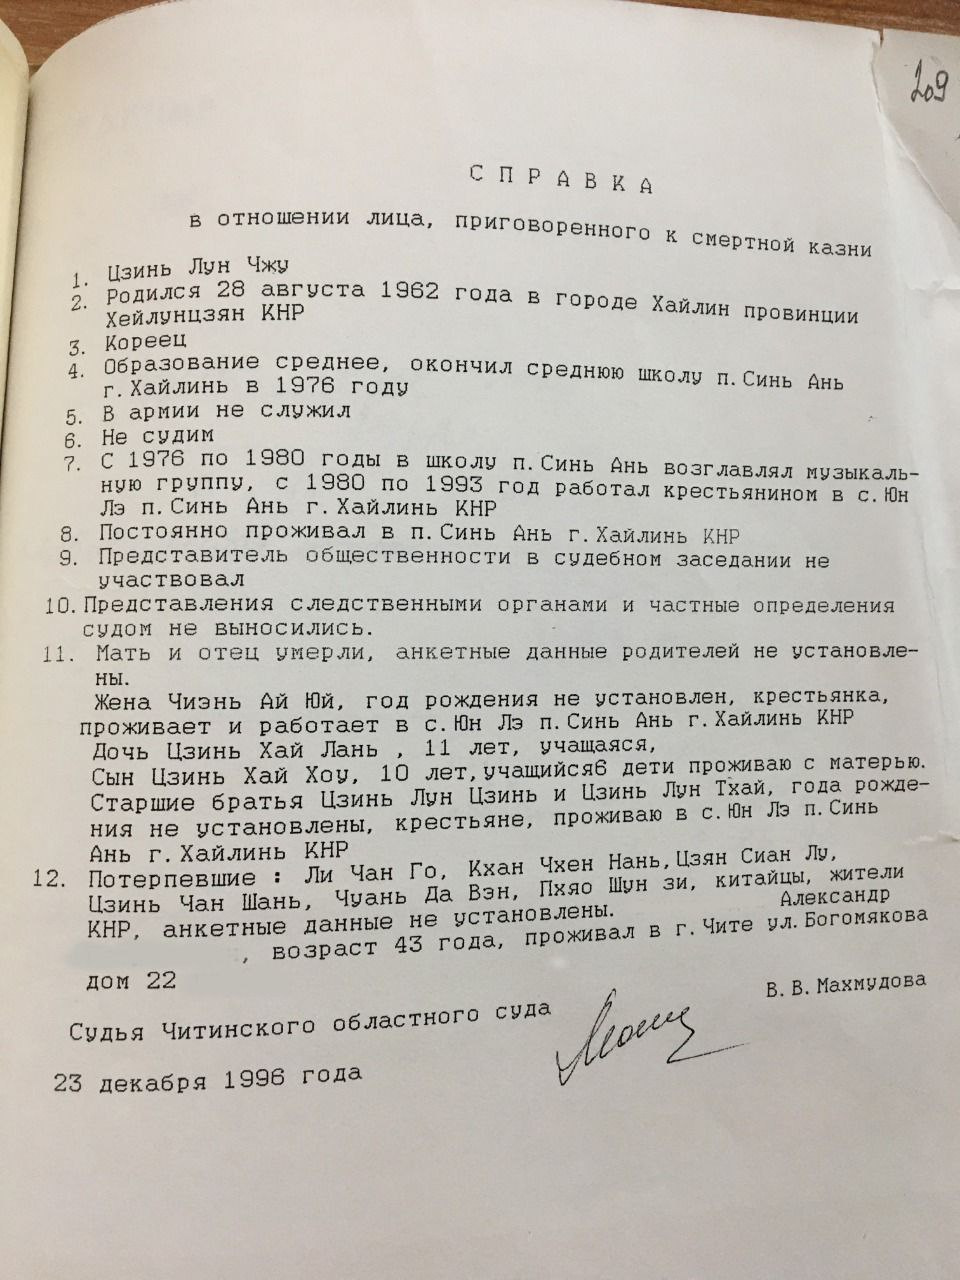 209
СПРАВКА
в отношении лица, приговоренного к смертной казни
1. Цзинь Лун Чжу
2. Родился 28 августа 1962 года в городе Хайлин провинции
Хейлунцзян КНР
3. Кореец
4. Образование среднее, окончил среднюю школу п.Синь Ань
г.Хайлинь в 1976 году
5. В армии не служил
6. Не судим
7. С 1976 по 1980 годы в школу п.Синь Ань возглавлял музыкаль-
ную группу, с 1980 по 1993 год работал крестьянином в с.Юн
Лэ п.Синь Ань г.Хайлинь КНР
8. Постоянно проживал в п.Синь Ань г.Хайлинь КНР
9. Представитель общественности в судебном заседании не
участвовал
10. Представления следственными органами и частные определения
судом не выносились.
11. Мать и отец умерли, анкетные данные родителей не установле-
ны.
Жена Чиэнь Ай Юй, год рождения не установлен, крестьянка,
проживает и работает в с.Юн Лэ п.Синь Ань г.Хайлинь КНР
Дочь Цзинь Хай Лань , 11 лет, учащаяся,
Сын Цзинь Хай Хоу, 10 лет,учащийся6 дети проживаю с матерью.
Старшие братья Цзинь Лун Цзинь и Цзинь Лун Тхай, года рожде-
ния не установлены, крестьяне, проживаю в с.Юн Лэ п.Синь
Ань г.Хайлинь КНР
12. Потерпевшие : Ли Чан Го, Кхан Чхен Нань,Цзян Сиан Лу,
Цзинь Чан Шань, Чуань Да Вэн, Пхяо Шун зи, китайцы, жители
КНР, анкетные данные не установлены. Александр
, возраст 43 года, проживал в г.Чите ул.Богомякова
дом 22
Судья Читинского областного суда В.В.Махмудова
23 декабря 1996 года